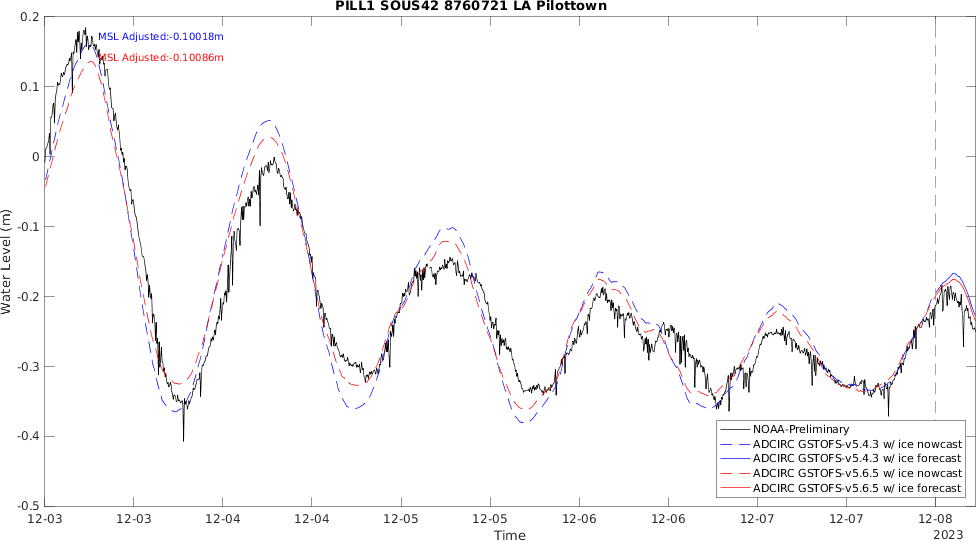 PILL1 SOUS42 8760721 LA Pilottown
MSL Adjusted:-0.10018m
MSL Adjusted:-0.10086m
0.2
0.1
0
-0.1
-0.2
-0.3
-0.4
-0.5
Water Level (m)
NOAA-Preliminary
ADCIRC GSTOFS-v5.4.3 w/ ice nowcast
ADCIRC GSTOFS-v5.4.3 w/ ice forecast
ADCIRC GSTOFS-v5.6.5 w/ ice nowcast
ADCIRC GSTOFS-v5.6.5 w/ ice forecast
12-03 12-03 12-04 12-04 12-05 12-05 12-06 12-06 12-07 12-07 12-08
Time
2023